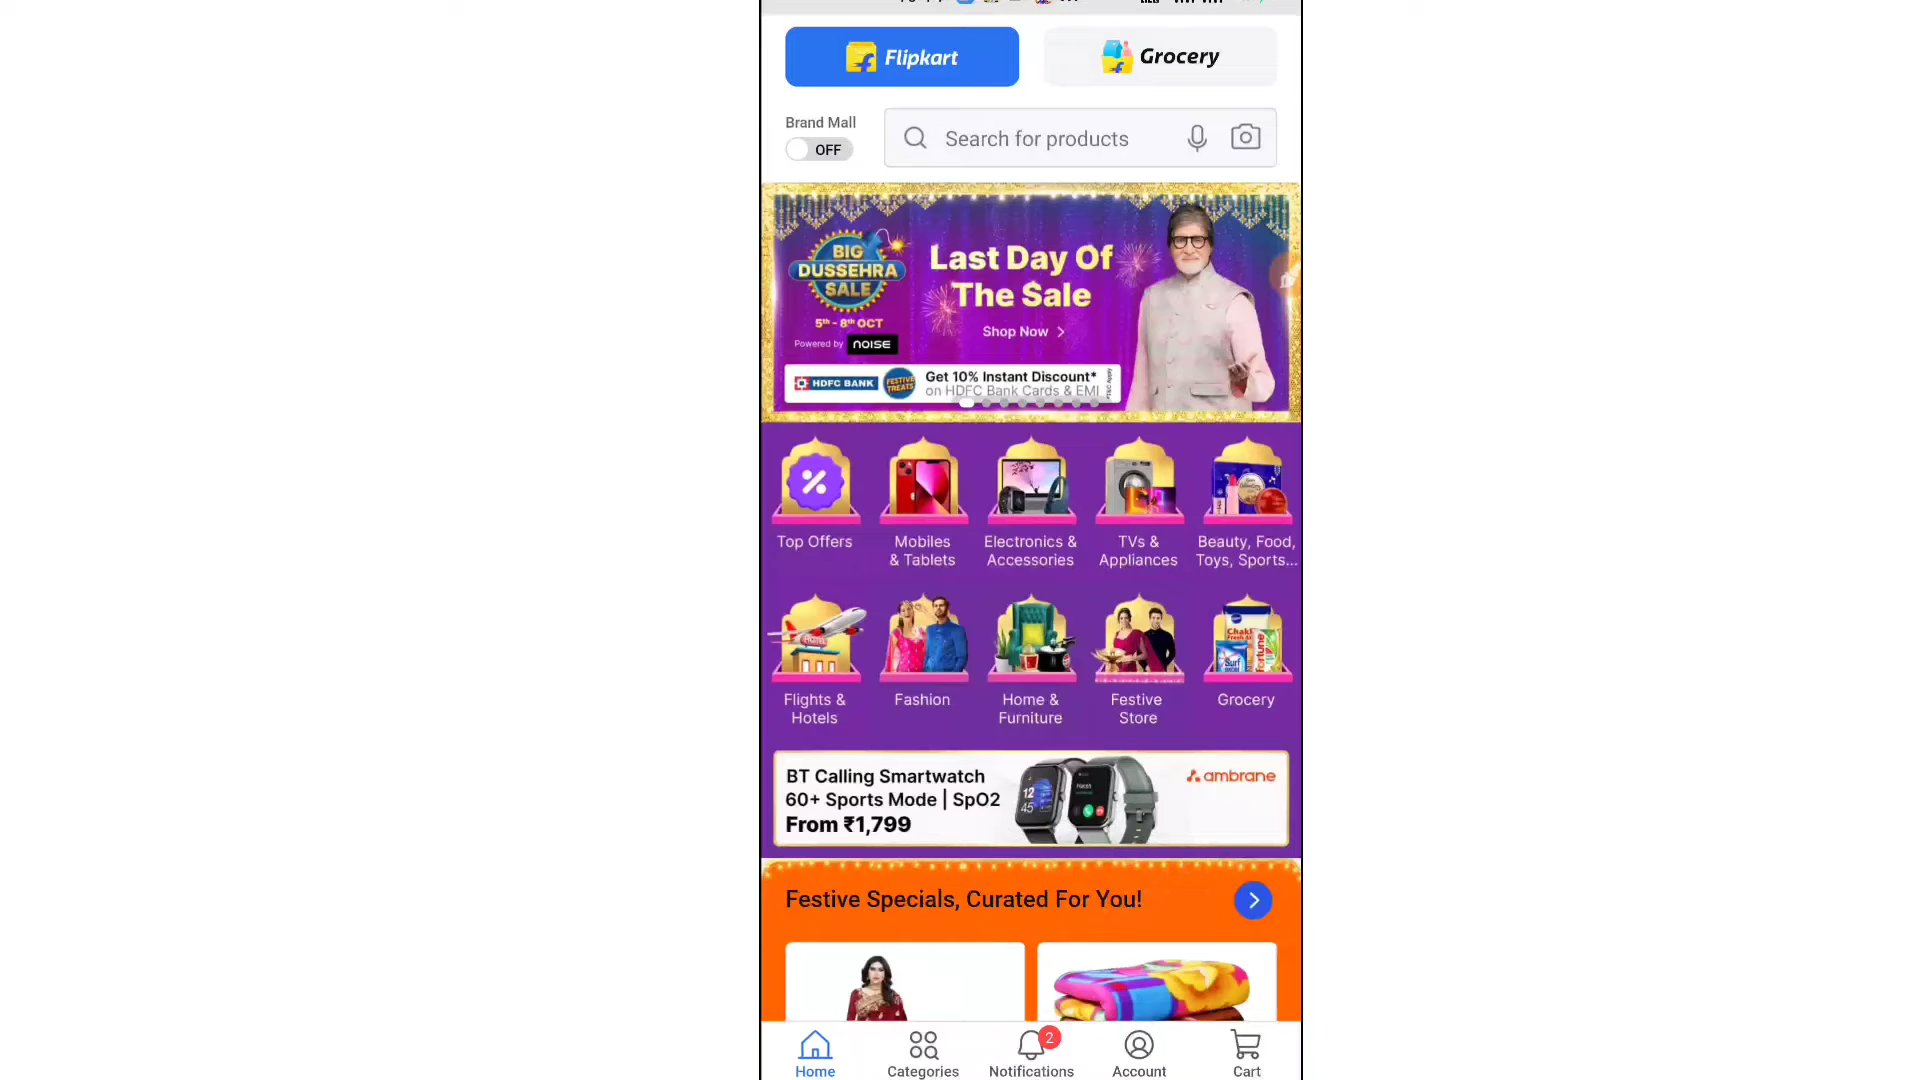 Flipkart
Grocery
Brand Mall
OFF
Search for products
BIG
DUSSEHRA
SALE
5th - 8th OCT
Powered by NOISE
Last Day Of
The Sale
Shop Now >
HDFC BANK
FESTIVE
TREATS
Get 10% Instant Discount*
on HDFC Bank Cards & EMI
Top Offers
Mobiles
& Tablets
Electronics &
Accessories
TVs &
Appliances
Beauty, Food,
Toys, Sports...
Flights &
Hotels
Fashion
Home &
Furniture
Festive
Store
Grocery
BT Calling Smartwatch
60+ Sports Mode | SpO2
From ₹1,799
ambrane
Festive Specials, Curated For You!
Home
Categories
2
Notifications
Account
Cart